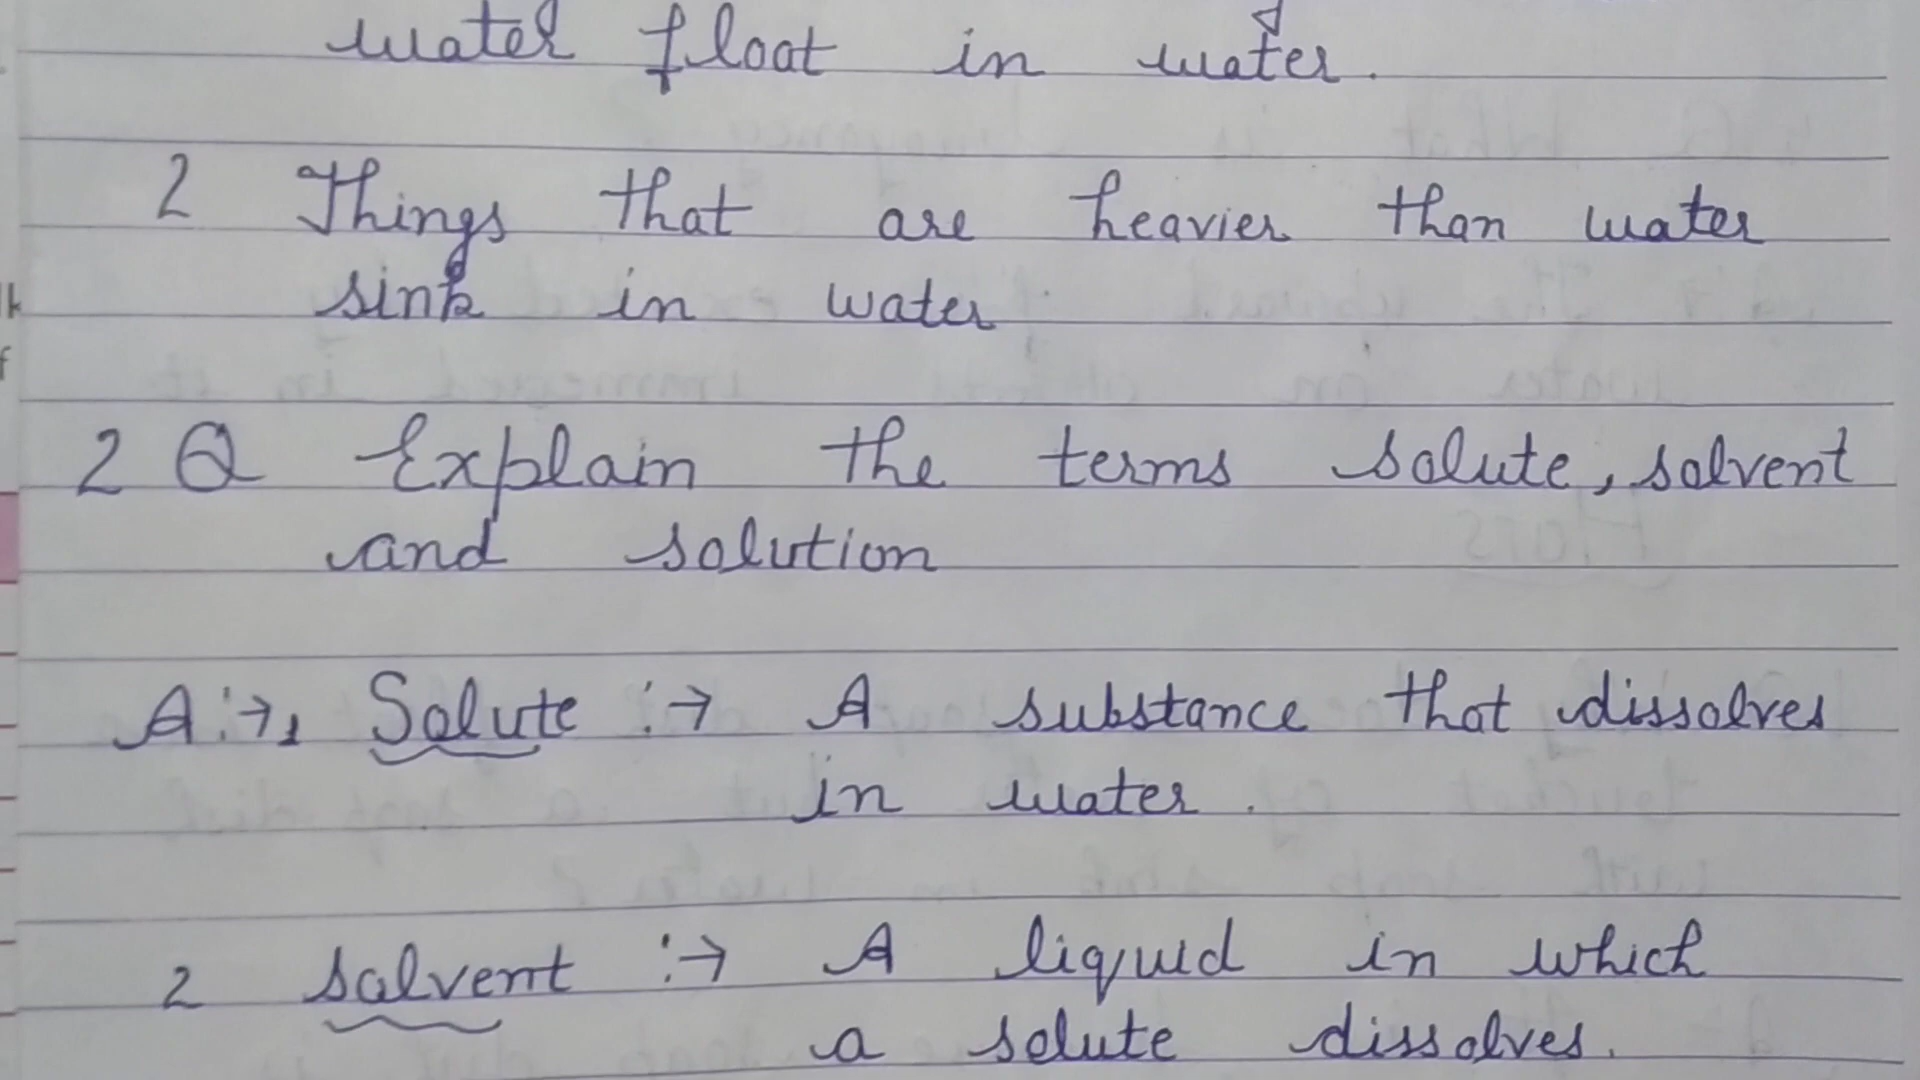 water float in water.
2 Things that are heavier than water
sink in water
2 Q Explain the terms solute, solvent
and solution
A:→1 Solute :→ A substance that dissolves
in water.
2 solvent :→ A liquid in which
a solute dissolves.